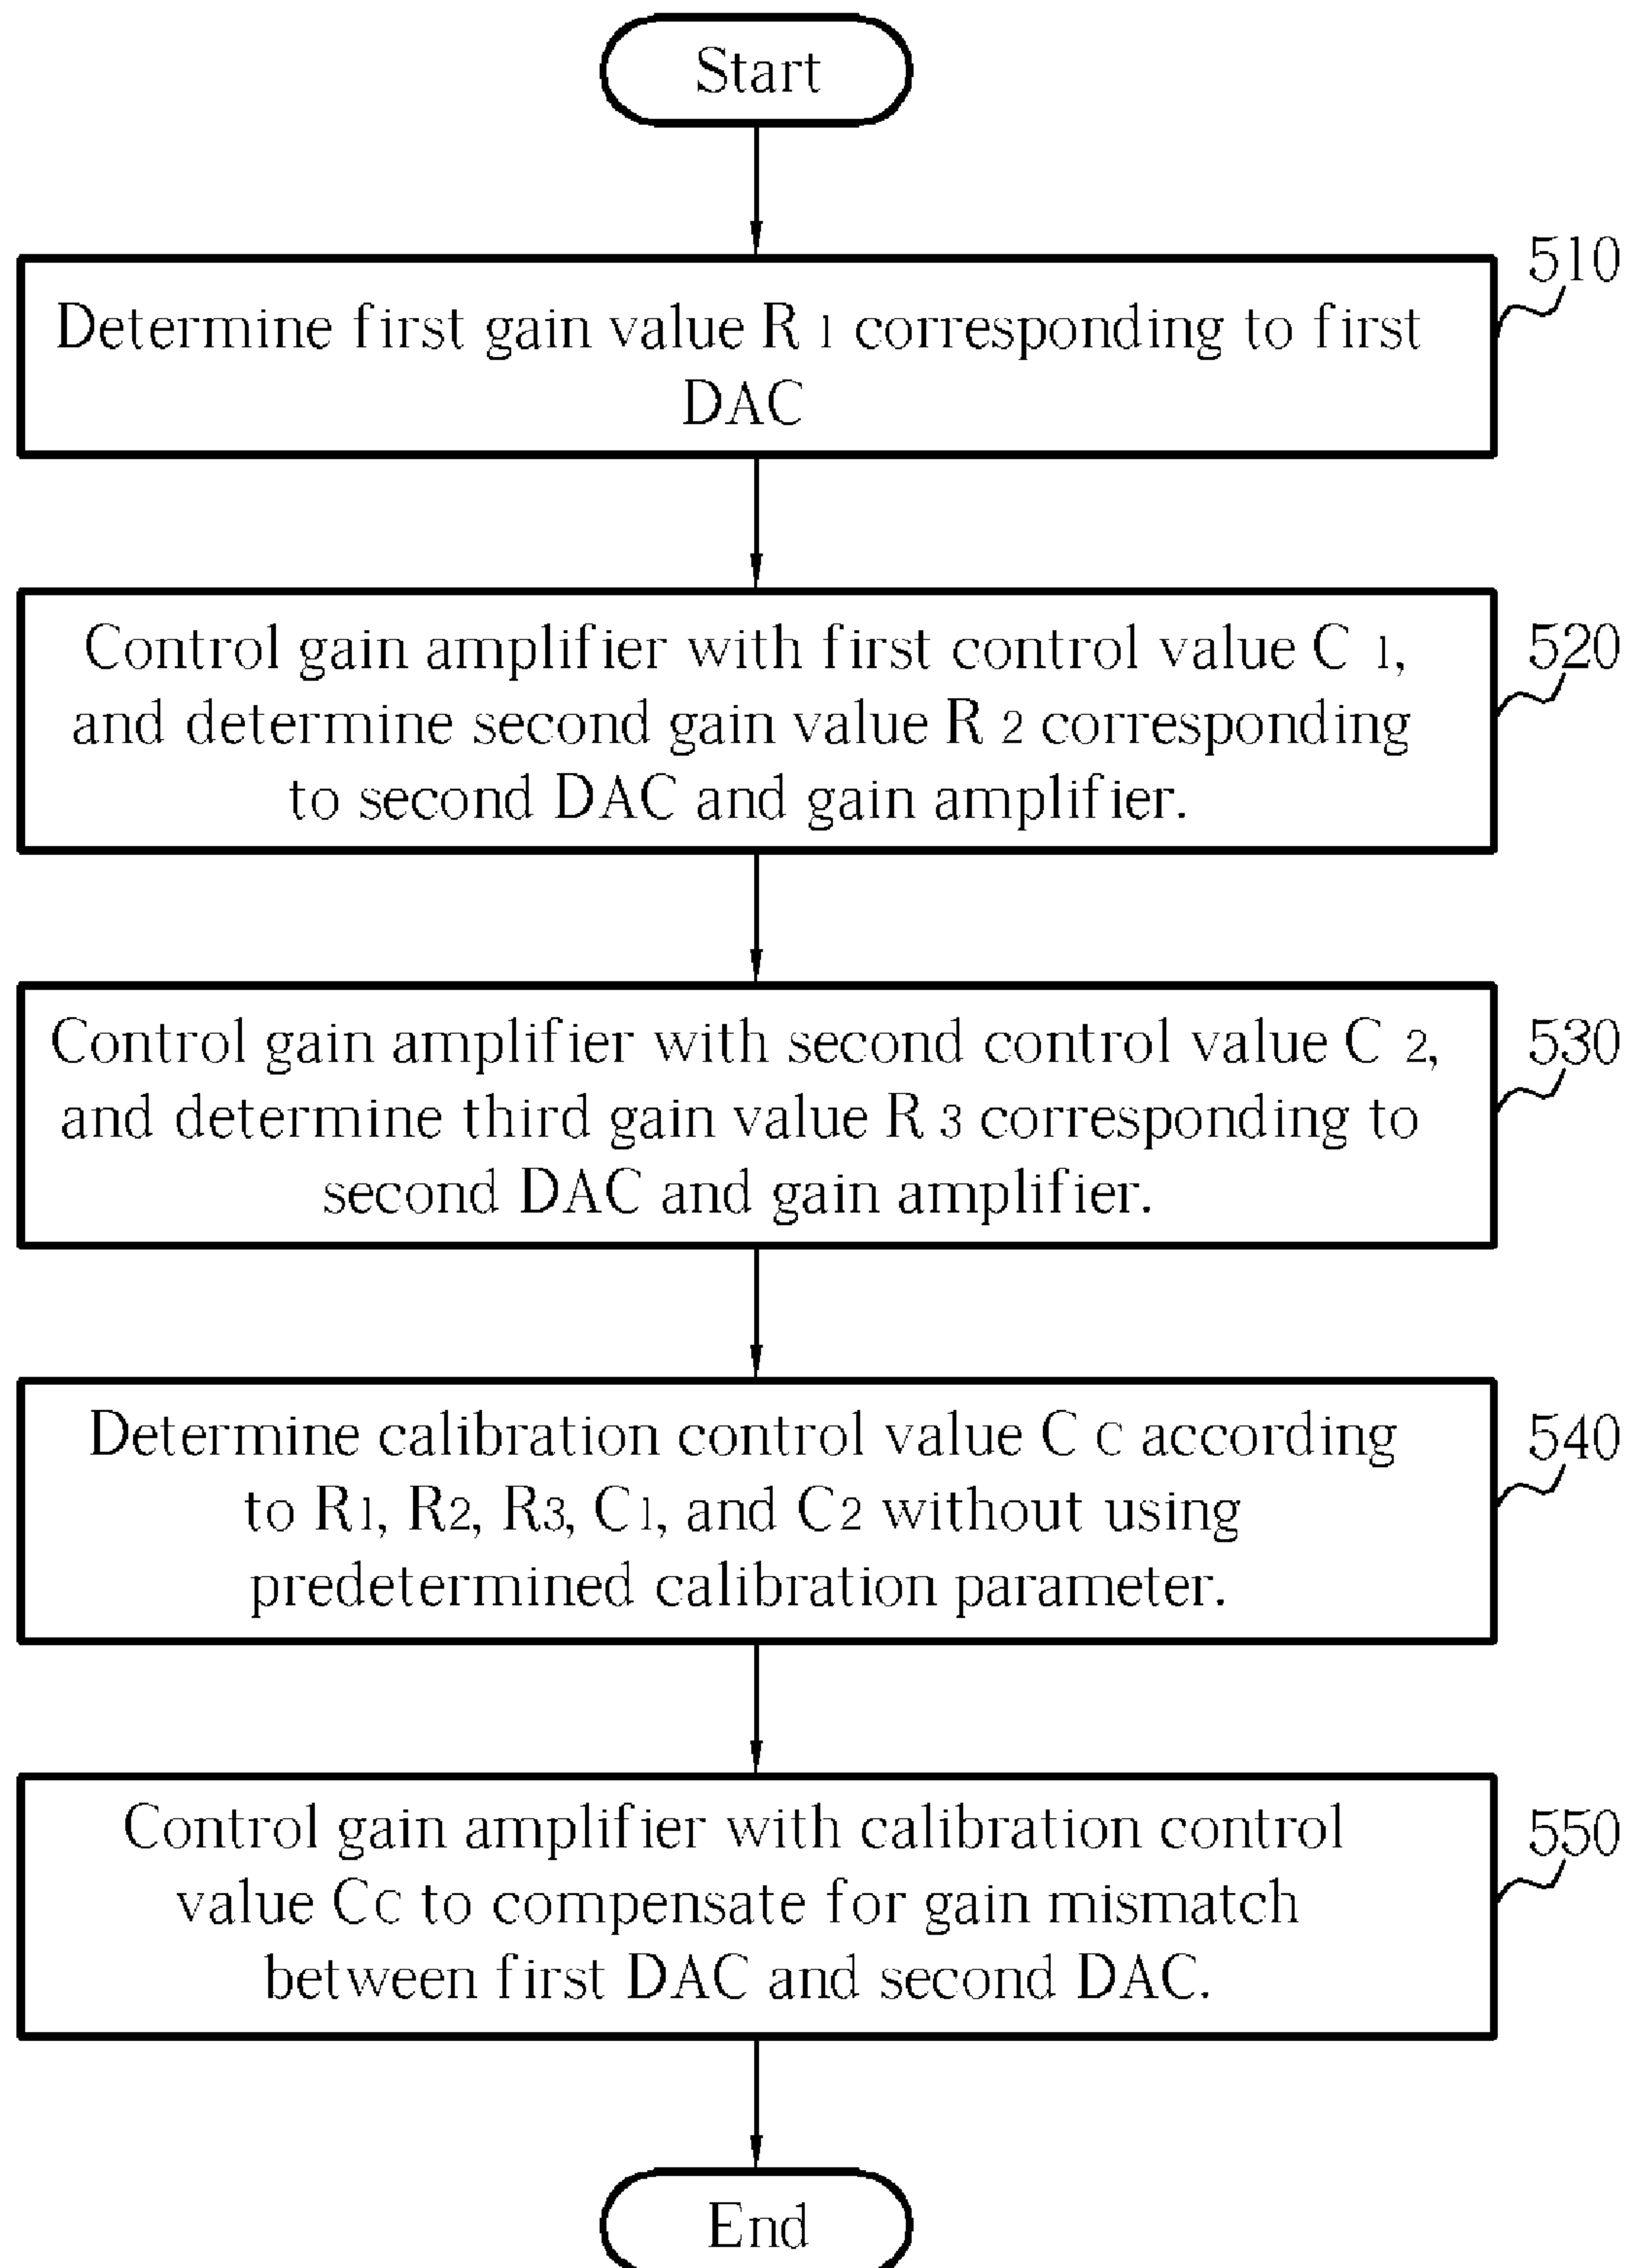 Start
510
Determine first gain value R 1 corresponding to first
DAC
520
Control gain amplifier with first control value C 1,
and determine second gain value R 2 corresponding
to second DAC and gain amplifier.
530
Control gain amplifier with second control value C 2,
and determine third gain value R 3 corresponding to
second DAC and gain amplifier.
540
Determine calibration control value C C according
to R1, R2, R3, C1, and C2 without using
predetermined calibration parameter.
550
Control gain amplifier with calibration control
value CC to compensate for gain mismatch
between first DAC and second DAC.
End